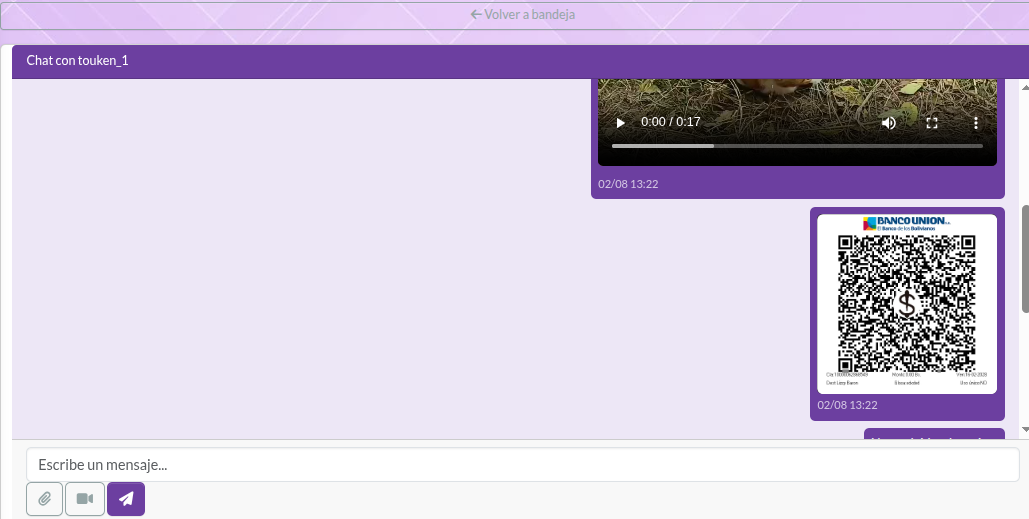 ← Volver a bandeja
Chat con touken_1
0:00 / 0:17
02/08 13:22
BANCO UNION
El Banco de los Bolivianos
$
02/08 13:22
Escribe un mensaje...